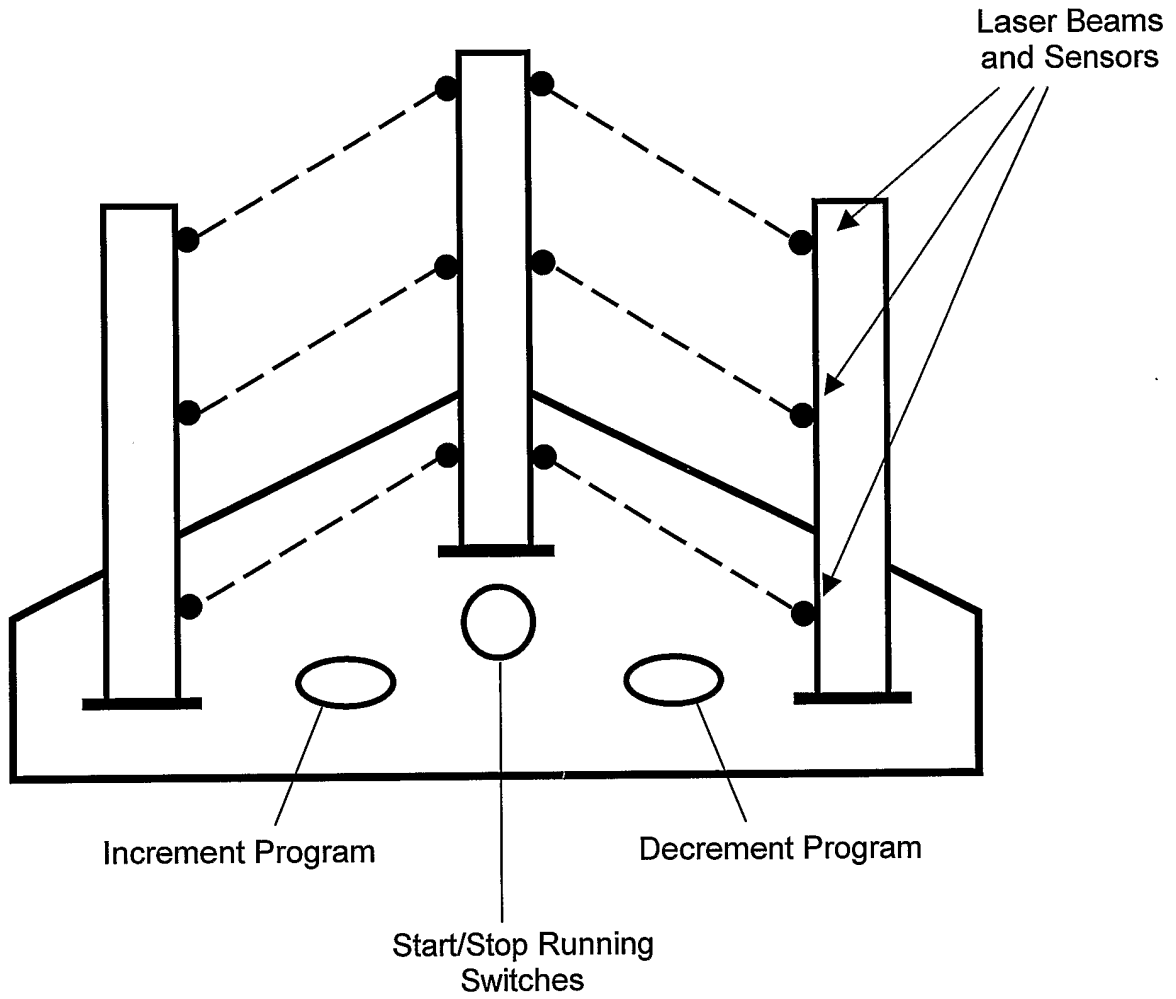 Laser Beams
and Sensors
Increment Program
Decrement Program
Start/Stop Running
Switches